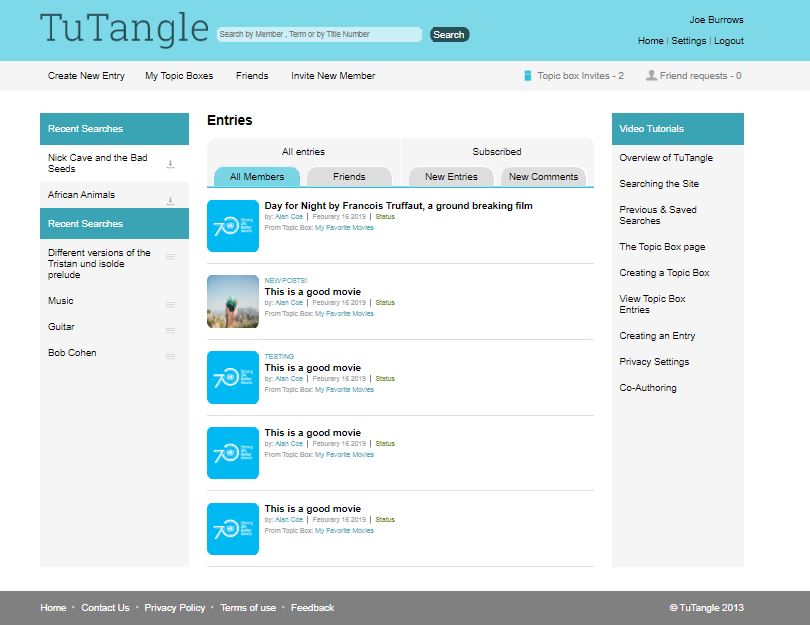 TuTangle
Search by Member , Term or by Title Number
Search
Joe Burrows
Home | Settings | Logout
Create New Entry
My Topic Boxes
Friends
Invite New Member
Topic box Invites - 2
Friend requests - 0
Recent Searches
Nick Cave and the Bad
Seeds
African Animals
Recent Searches
Different versions of the
Tristan und isolde
prelude
Music
Guitar
Bob Cohen
Entries
All entries
Subscribed
All Members
Friends
New Entries
New Comments
70
Day for Night by Francois Truffaut, a ground breaking film
by: Alan Coe | Feburary 16 2019 | Status
From Topic Box: My Favorite Movies
NEW POSTS!
This is a good movie
by: Alan Coe | Feburary 16 2019 | Status
From Topic Box: My Favorite Movies
70
TESTING
This is a good movie
by: Alan Coe | Feburary 16 2019 | Status
From Topic Box: My Favorite Movies
70
This is a good movie
by: Alan Coe | Feburary 16 2019 | Status
From Topic Box: My Favorite Movies
70
This is a good movie
by: Alan Coe | Feburary 16 2019 | Status
From Topic Box: My Favorite Movies
Video Tutorials
Overview of TuTangle
Searching the Site
Previous & Saved
Searches
The Topic Box page
Creating a Topic Box
View Topic Box
Entries
Creating an Entry
Privacy Settings
Co-Authoring
Home • Contact Us • Privacy Policy • Terms of use • Feedback
© TuTangle 2013